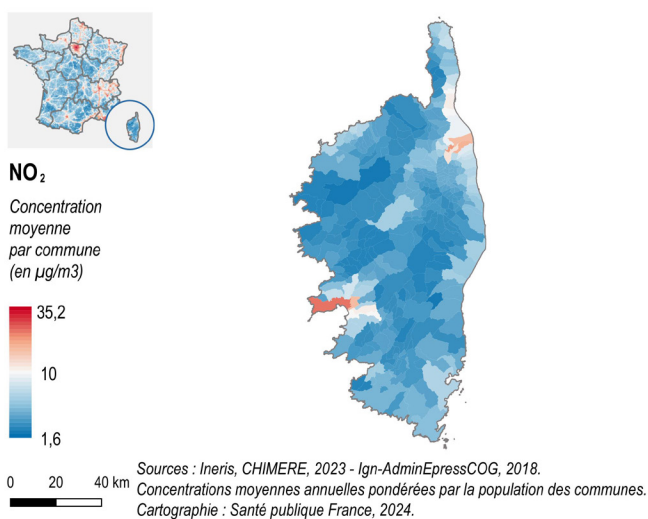 NO₂
Concentration
moyenne
par commune
(en µg/m3)
35,2
10
1,6
0 20 40 km
Sources : Ineris, CHIMERE, 2023 - Ign-AdminEpressCOG, 2018.
Concentrations moyennes annuelles pondérées par la population des communes.
Cartographie : Santé publique France, 2024.